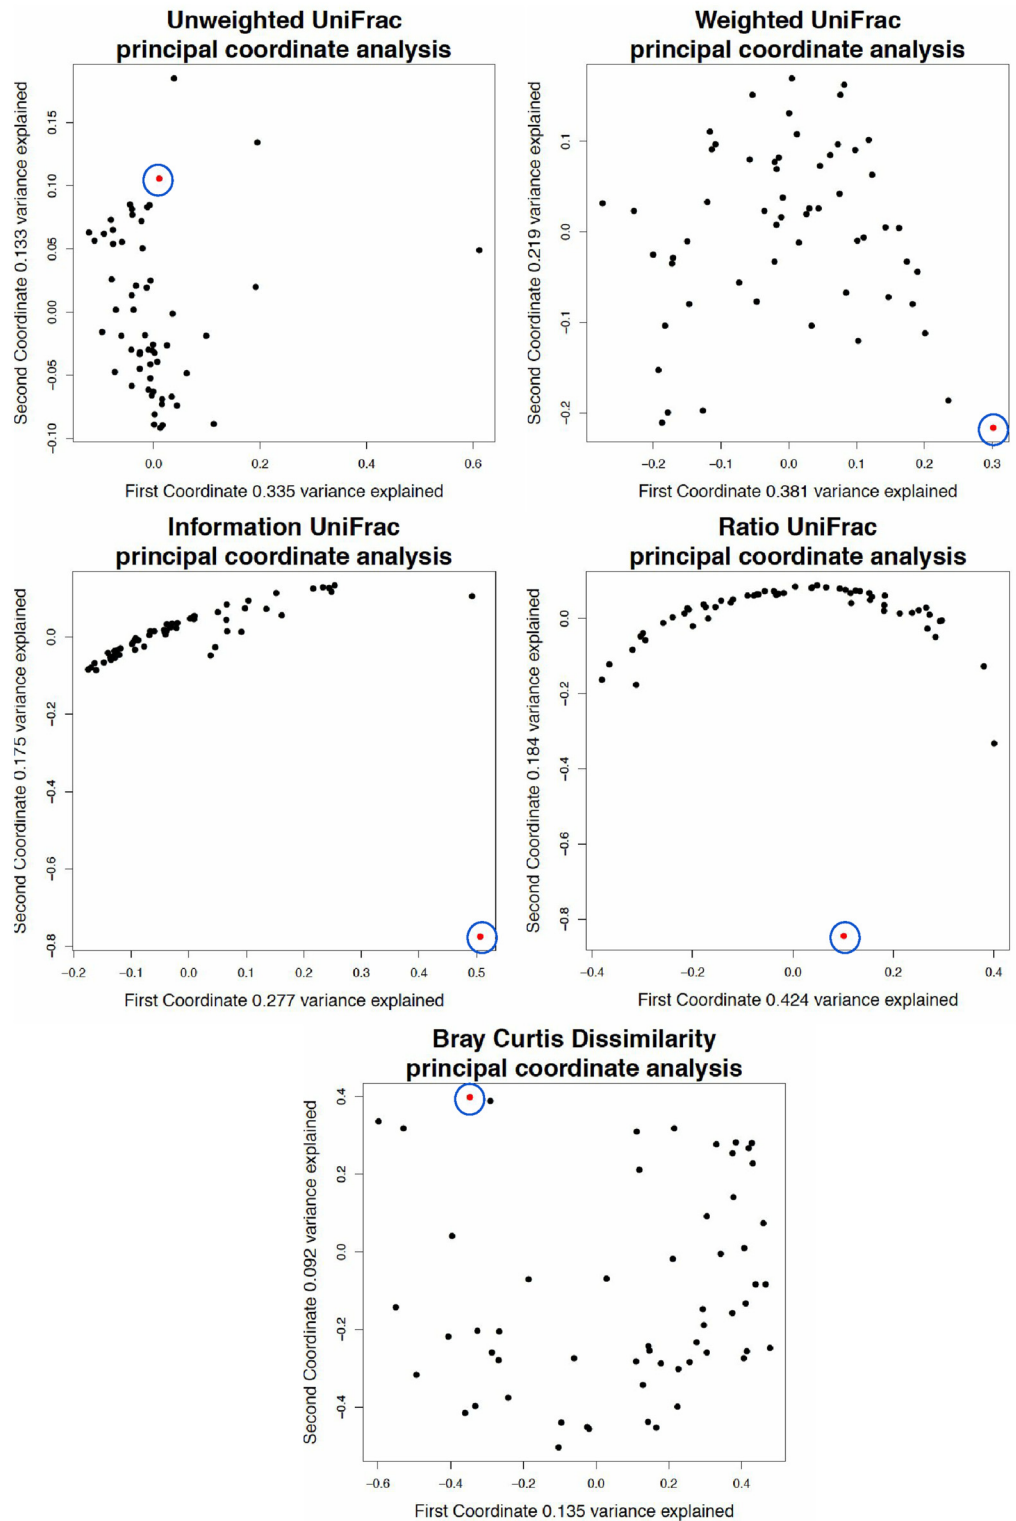 Unweighted UniFrac
principal coordinate analysis
Second Coordinate 0.133 variance explained
0.15
0.10
0.05
0.00
−0.05
−0.10
0.0 0.2 0.4 0.6
First Coordinate 0.335 variance explained
Weighted UniFrac
principal coordinate analysis
Second Coordinate 0.219 variance explained
0.1
0.0
−0.1
−0.2
−0.2 −0.1 0.0 0.1 0.2 0.3
First Coordinate 0.381 variance explained
Information UniFrac
principal coordinate analysis
Second Coordinate 0.175 variance explained
0.0
−0.2
−0.4
−0.6
−0.8
−0.2 −0.1 0.0 0.1 0.2 0.3 0.4 0.5
First Coordinate 0.277 variance explained
Ratio UniFrac
principal coordinate analysis
Second Coordinate 0.184 variance explained
0.0
−0.2
−0.4
−0.6
−0.8
−0.4 −0.2 0.0 0.2 0.4
First Coordinate 0.424 variance explained
Bray Curtis Dissimilarity
principal coordinate analysis
Second Coordinate 0.092 variance explained
0.4
0.2
0.0
−0.2
−0.4
−0.6 −0.4 −0.2 0.0 0.2 0.4
First Coordinate 0.135 variance explained